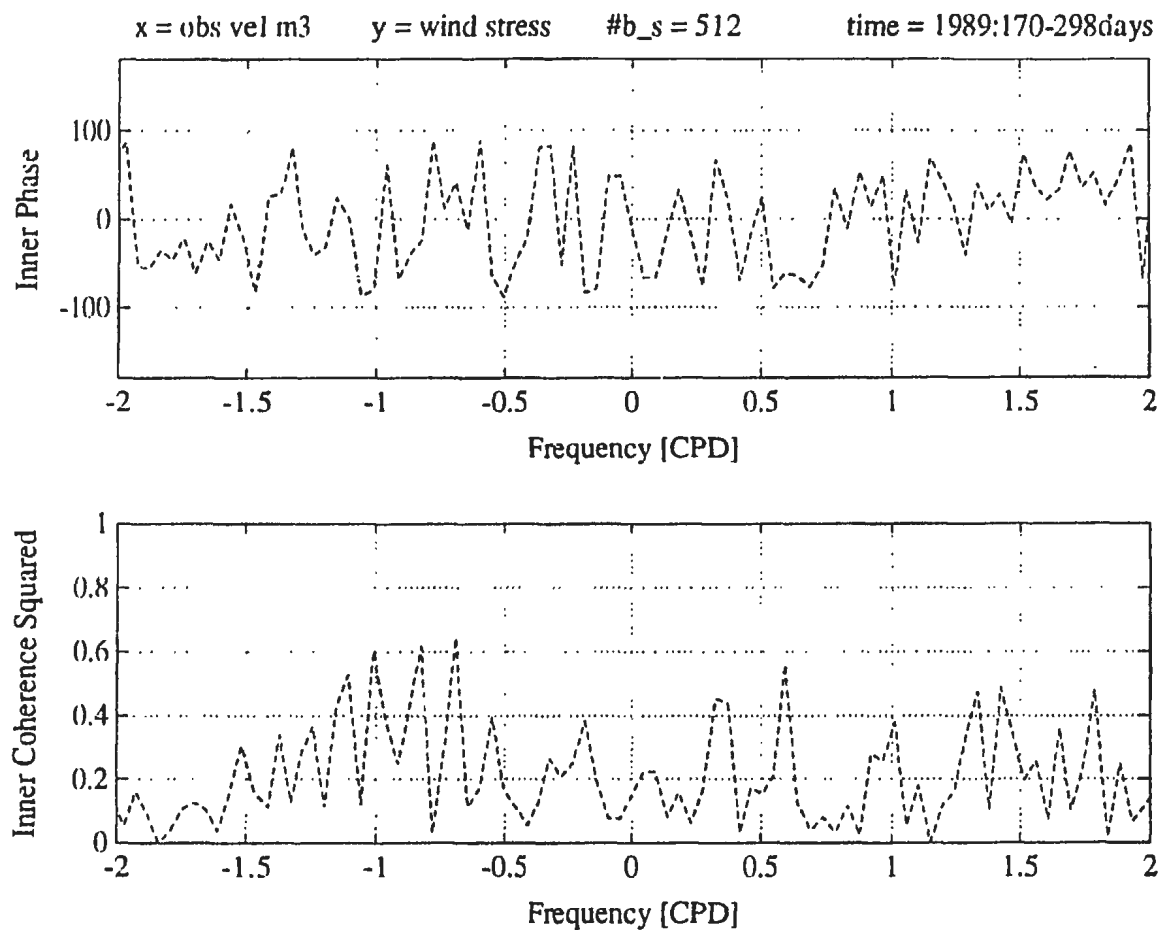 x = obs vel m3 y = wind stress #b_s = 512 time = 1989:170-298days
Inner Phase
100
0
-100
-2 -1.5 -1 -0.5 0 0.5 1 1.5 2
Frequency [CPD]
Inner Coherence Squared
1
0.8
0.6
0.4
0.2
0
-2 -1.5 -1 -0.5 0 0.5 1 1.5 2
Frequency [CPD]